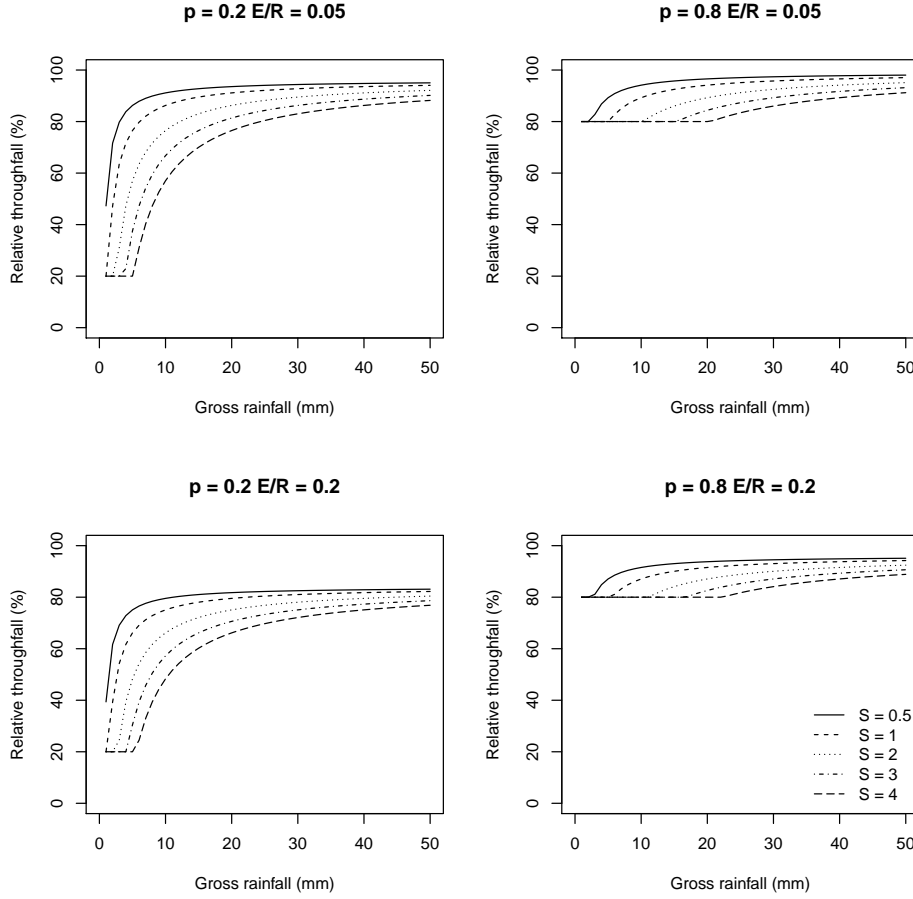 p = 0.2 E/R = 0.05
100
80
60
40
20
0
Relative throughfall (%)
0 10 20 30 40 50
Gross rainfall (mm)
p = 0.8 E/R = 0.05
100
80
60
40
20
0
Relative throughfall (%)
0 10 20 30 40 50
Gross rainfall (mm)
p = 0.2 E/R = 0.2
100
80
60
40
20
0
Relative throughfall (%)
0 10 20 30 40 50
Gross rainfall (mm)
p = 0.8 E/R = 0.2
100
80
60
40
20
0
Relative throughfall (%)
S = 0.5
S = 1
S = 2
S = 3
S = 4
0 10 20 30 40 50
Gross rainfall (mm)